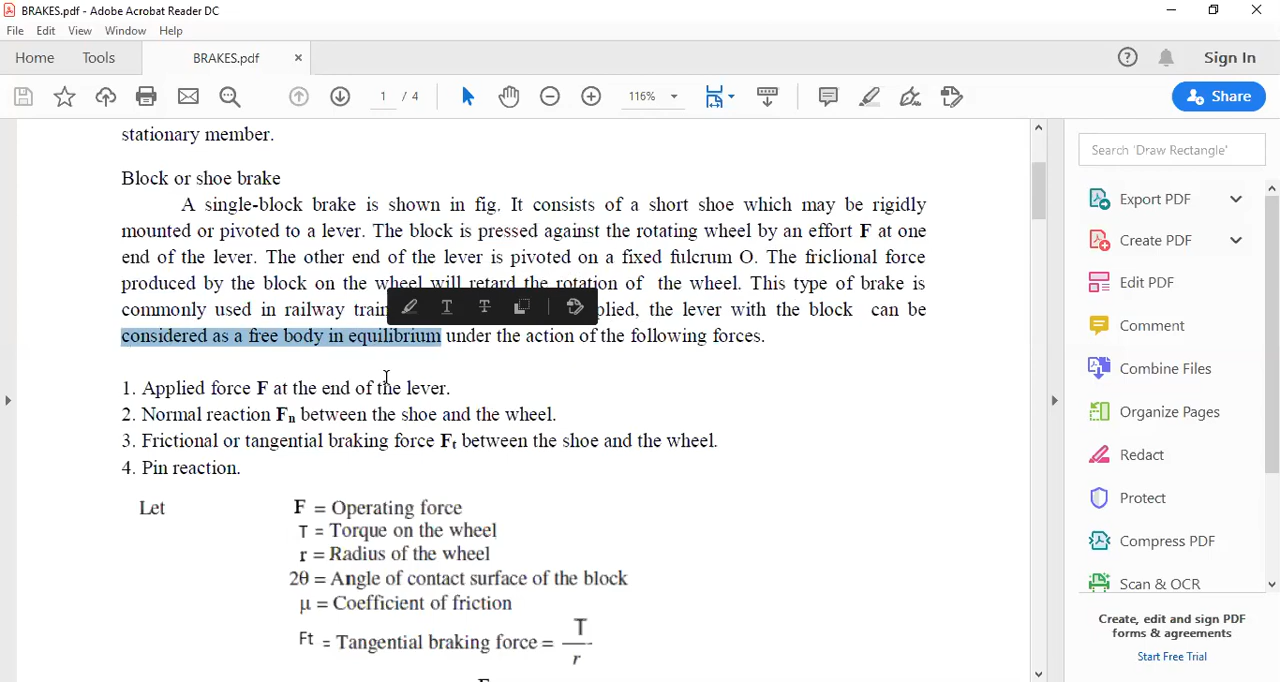 BRAKES.pdf - Adobe Acrobat Reader DC
File Edit View Window Help
Home Tools BRAKES.pdf × Sign In
1 / 4 116% Share
stationary member.
Block or shoe brake
A single-block brake is shown in fig. It consists of a short shoe which may be rigidly
mounted or pivoted to a lever. The block is pressed against the rotating wheel by an effort F at one
end of the lever. The other end of the lever is pivoted on a fixed fulcrum O. The friclional force
produced by the block on the wheel will retard the rotation of the wheel. This type of brake is
commonly used in railway train plied, the lever with the block can be
considered as a free body in equilibrium under the action of the following forces.
1. Applied force F at the end of the lever.
2. Normal reaction Fn between the shoe and the wheel.
3. Frictional or tangential braking force Ft between the shoe and the wheel.
4. Pin reaction.
Let F = Operating force
T = Torque on the wheel
r = Radius of the wheel
2θ = Angle of contact surface of the block
μ = Coefficient of friction
Ft = Tangential braking force = T
r
Search 'Draw Rectangle'
Export PDF
Create PDF
Edit PDF
Comment
Combine Files
Organize Pages
Redact
Protect
Compress PDF
Scan & OCR
Create, edit and sign PDF
forms & agreements
Start Free Trial